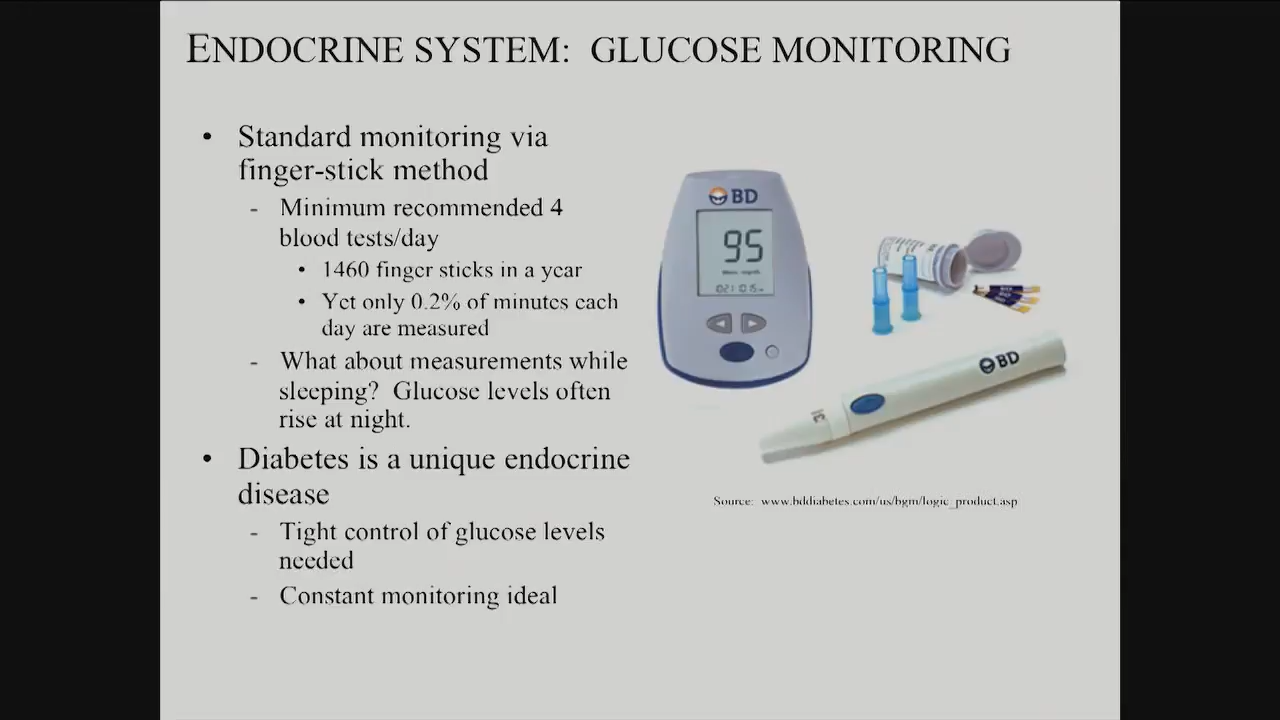 ENDOCRINE SYSTEM: GLUCOSE MONITORING
• Standard monitoring via
finger-stick method
- Minimum recommended 4
blood tests/day
• 1460 finger sticks in a year
• Yet only 0.2% of minutes each
day are measured
- What about measurements while
sleeping? Glucose levels often
rise at night.
• Diabetes is a unique endocrine
disease
- Tight control of glucose levels
needed
- Constant monitoring ideal
BD
95
BD
Source: www.bddiabetes.com/us/bgm/logic_product.asp